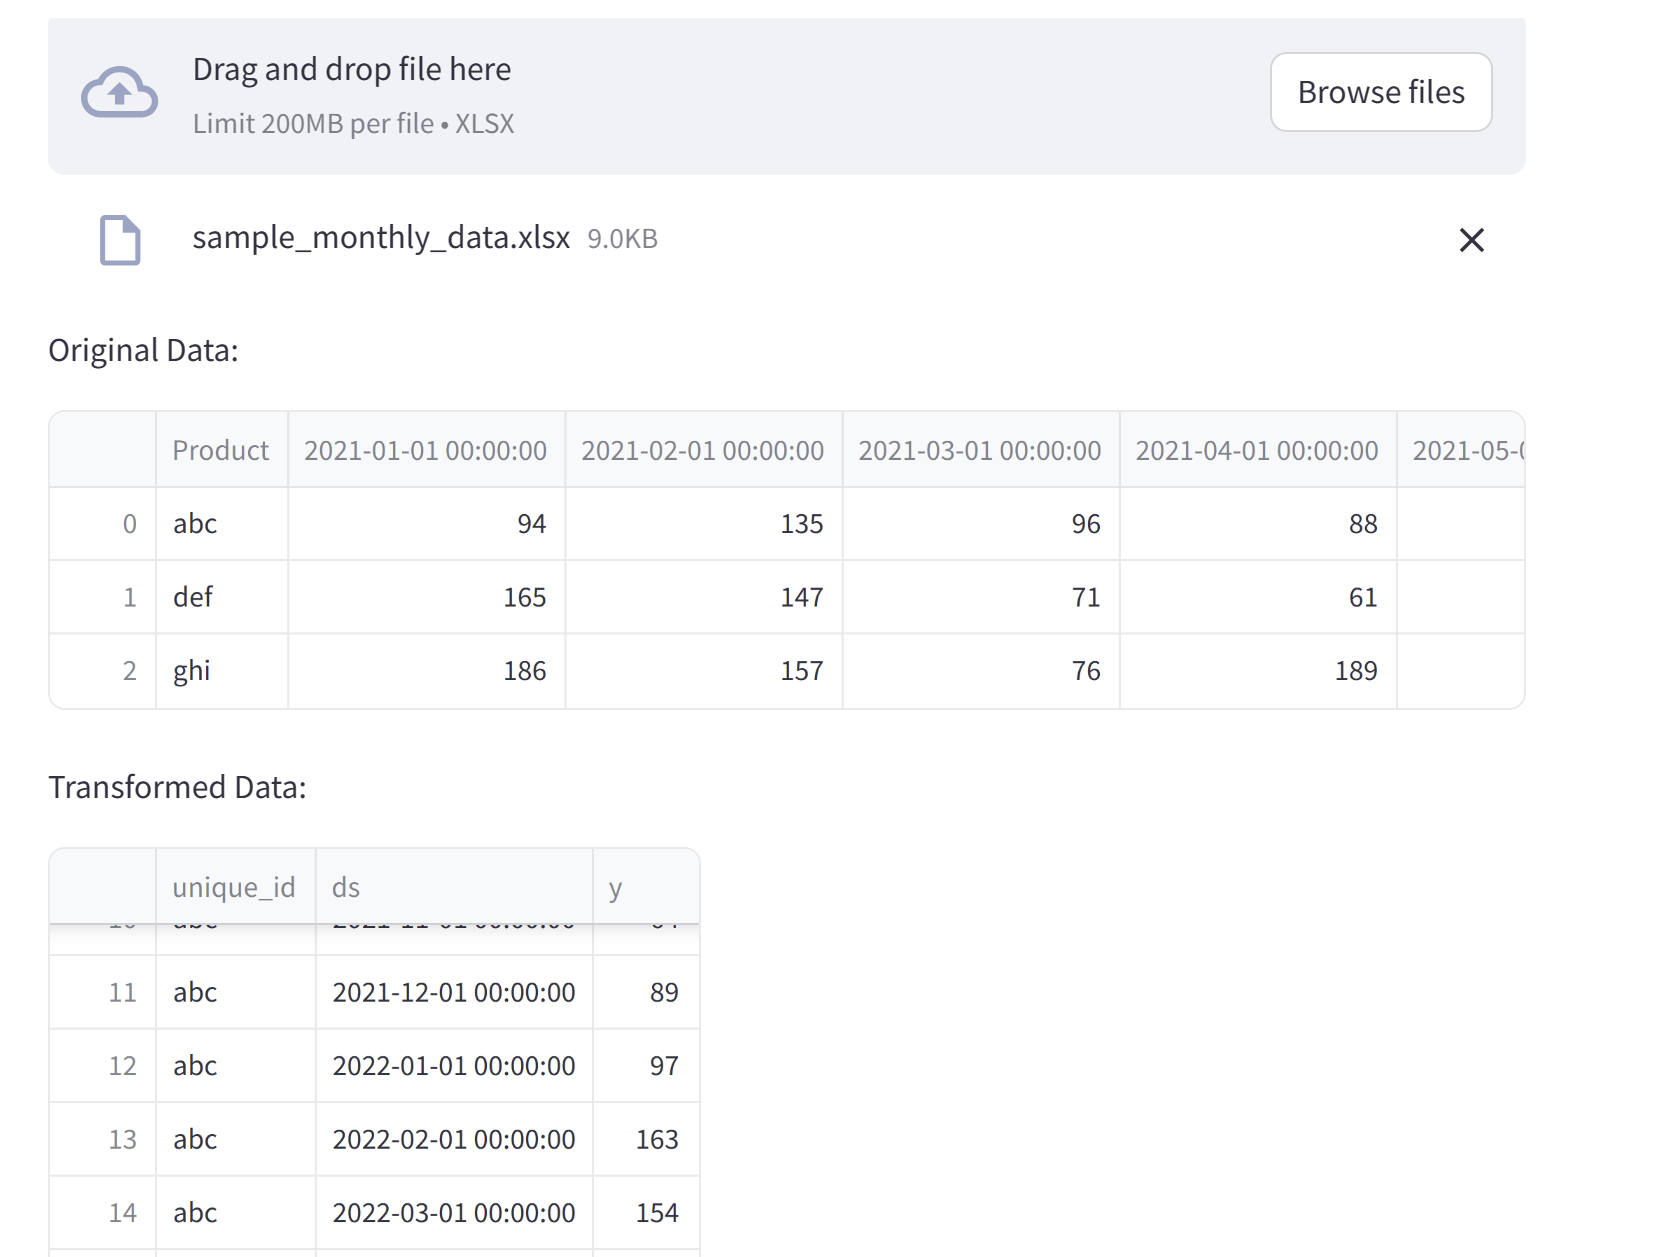 Drag and drop file here
Limit 200MB per file • XLSX
Browse files
sample_monthly_data.xlsx 9.0KB
Original Data:
Product 2021-01-01 00:00:00 2021-02-01 00:00:00 2021-03-01 00:00:00 2021-04-01 00:00:00 2021-05-
0 abc 94 135 96 88
1 def 165 147 71 61
2 ghi 186 157 76 189
Transformed Data:
unique_id ds y
11 abc 2021-12-01 00:00:00 89
12 abc 2022-01-01 00:00:00 97
13 abc 2022-02-01 00:00:00 163
14 abc 2022-03-01 00:00:00 154